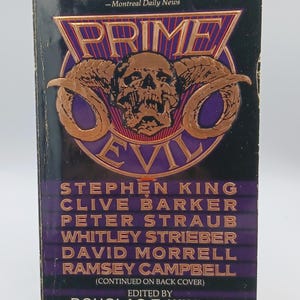 —Montreal Daily News
PRIME
EVIL
STEPHEN KING
CLIVE BARKER
PETER STRAUB
WHITLEY STRIEBER
DAVID MORRELL
RAMSEY CAMPBELL
(CONTINUED ON BACK COVER)
EDITED BY